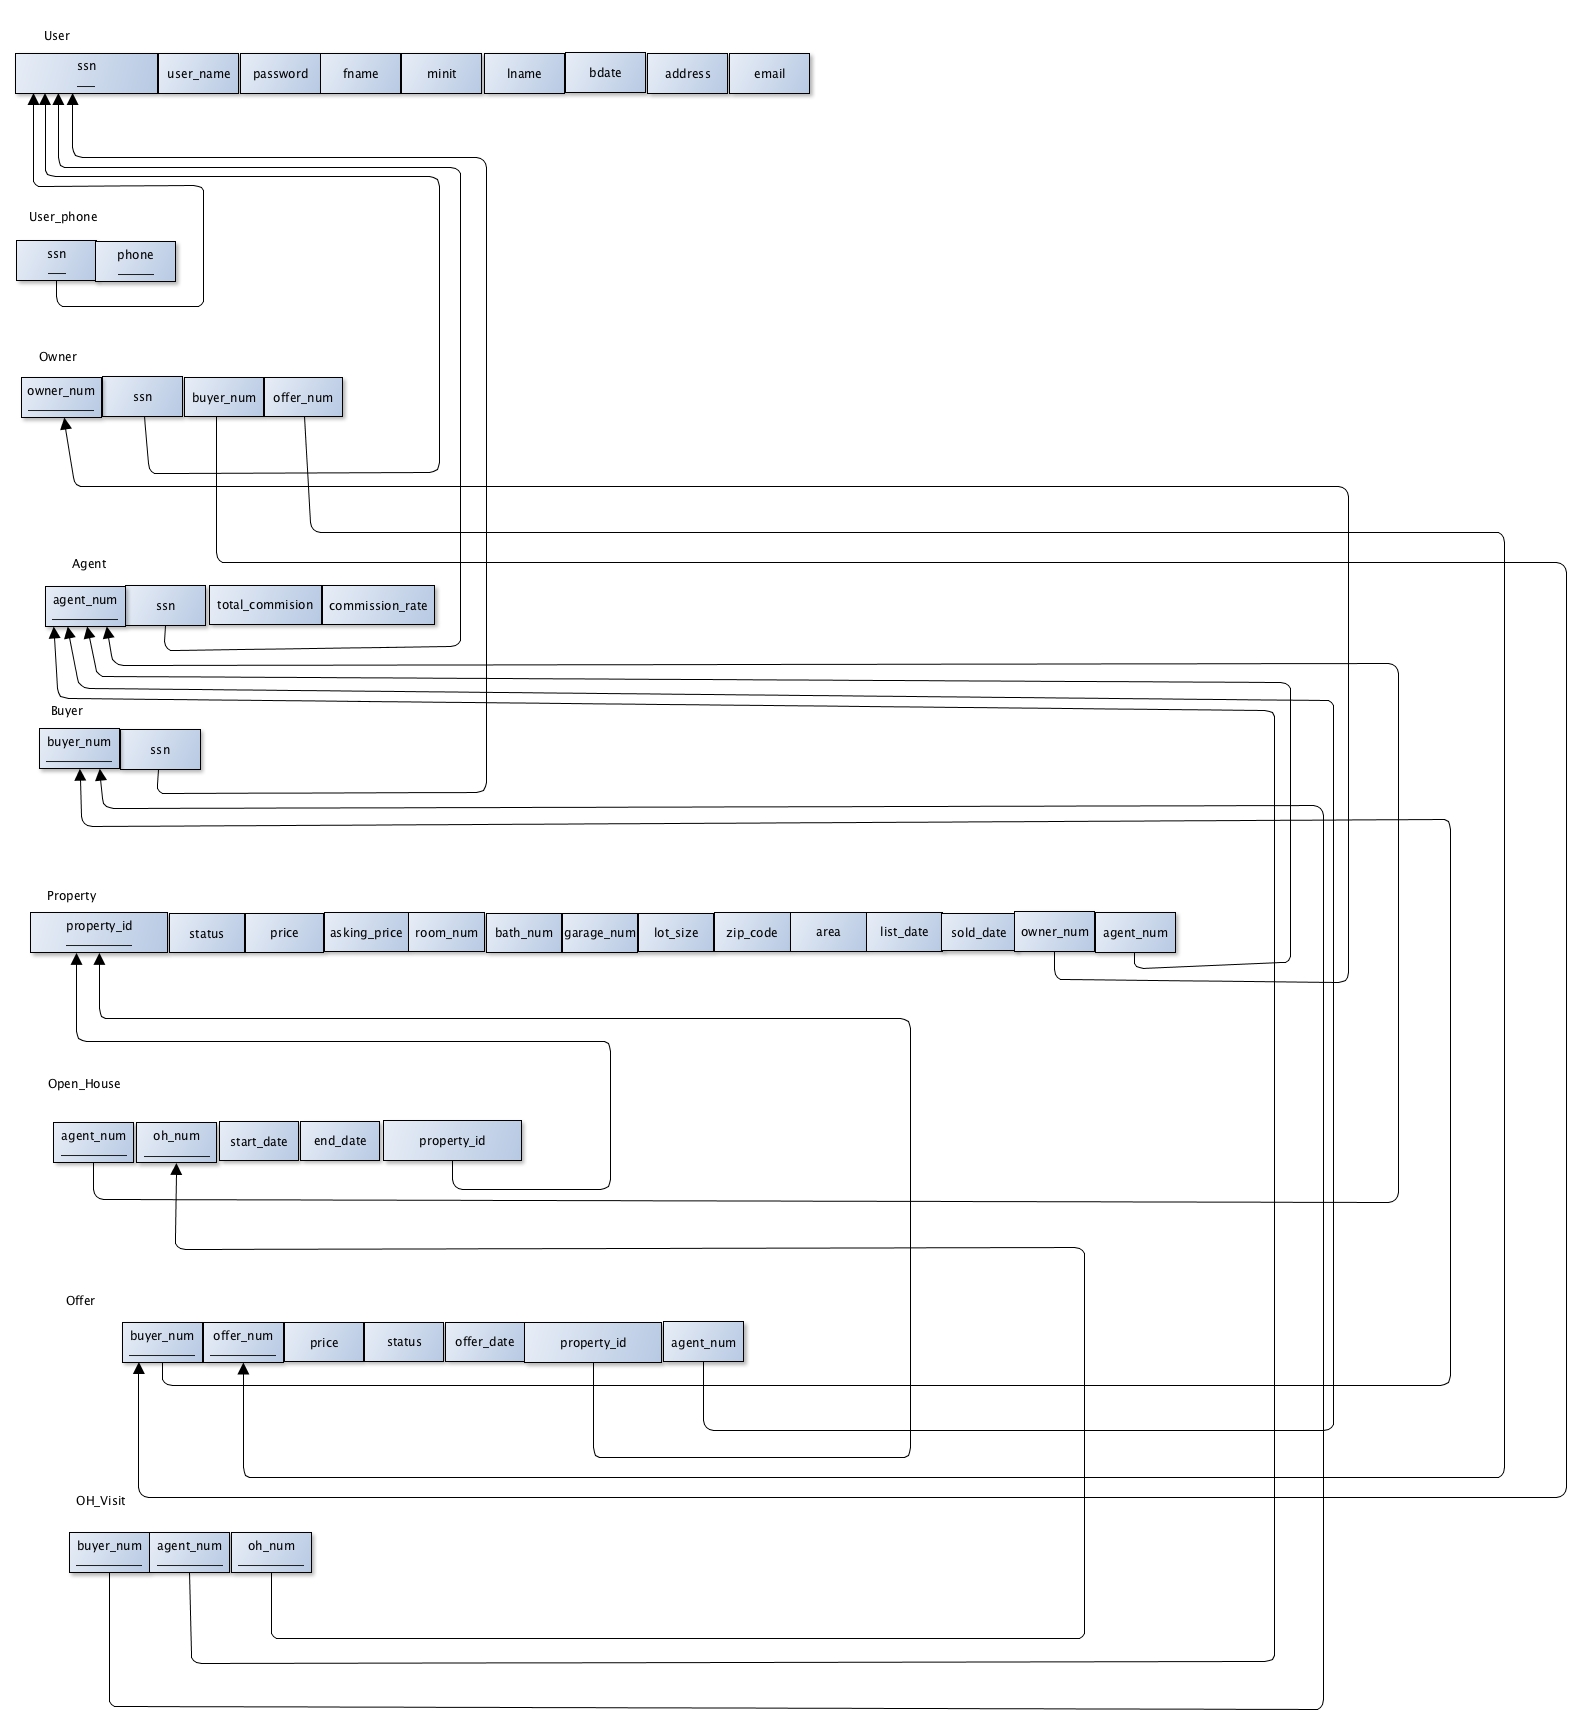 User
ssn user_name password fname minit lname bdate address email
User_phone
ssn phone
Owner
owner_num ssn buyer_num offer_num
Agent
agent_num ssn total_commision commission_rate
Buyer
buyer_num ssn
Property
property_id status price asking_price room_num bath_num garage_num lot_size zip_code area list_date sold_date owner_num agent_num
Open_House
agent_num oh_num start_date end_date property_id
Offer
buyer_num offer_num price status offer_date property_id agent_num
OH_Visit
buyer_num agent_num oh_num